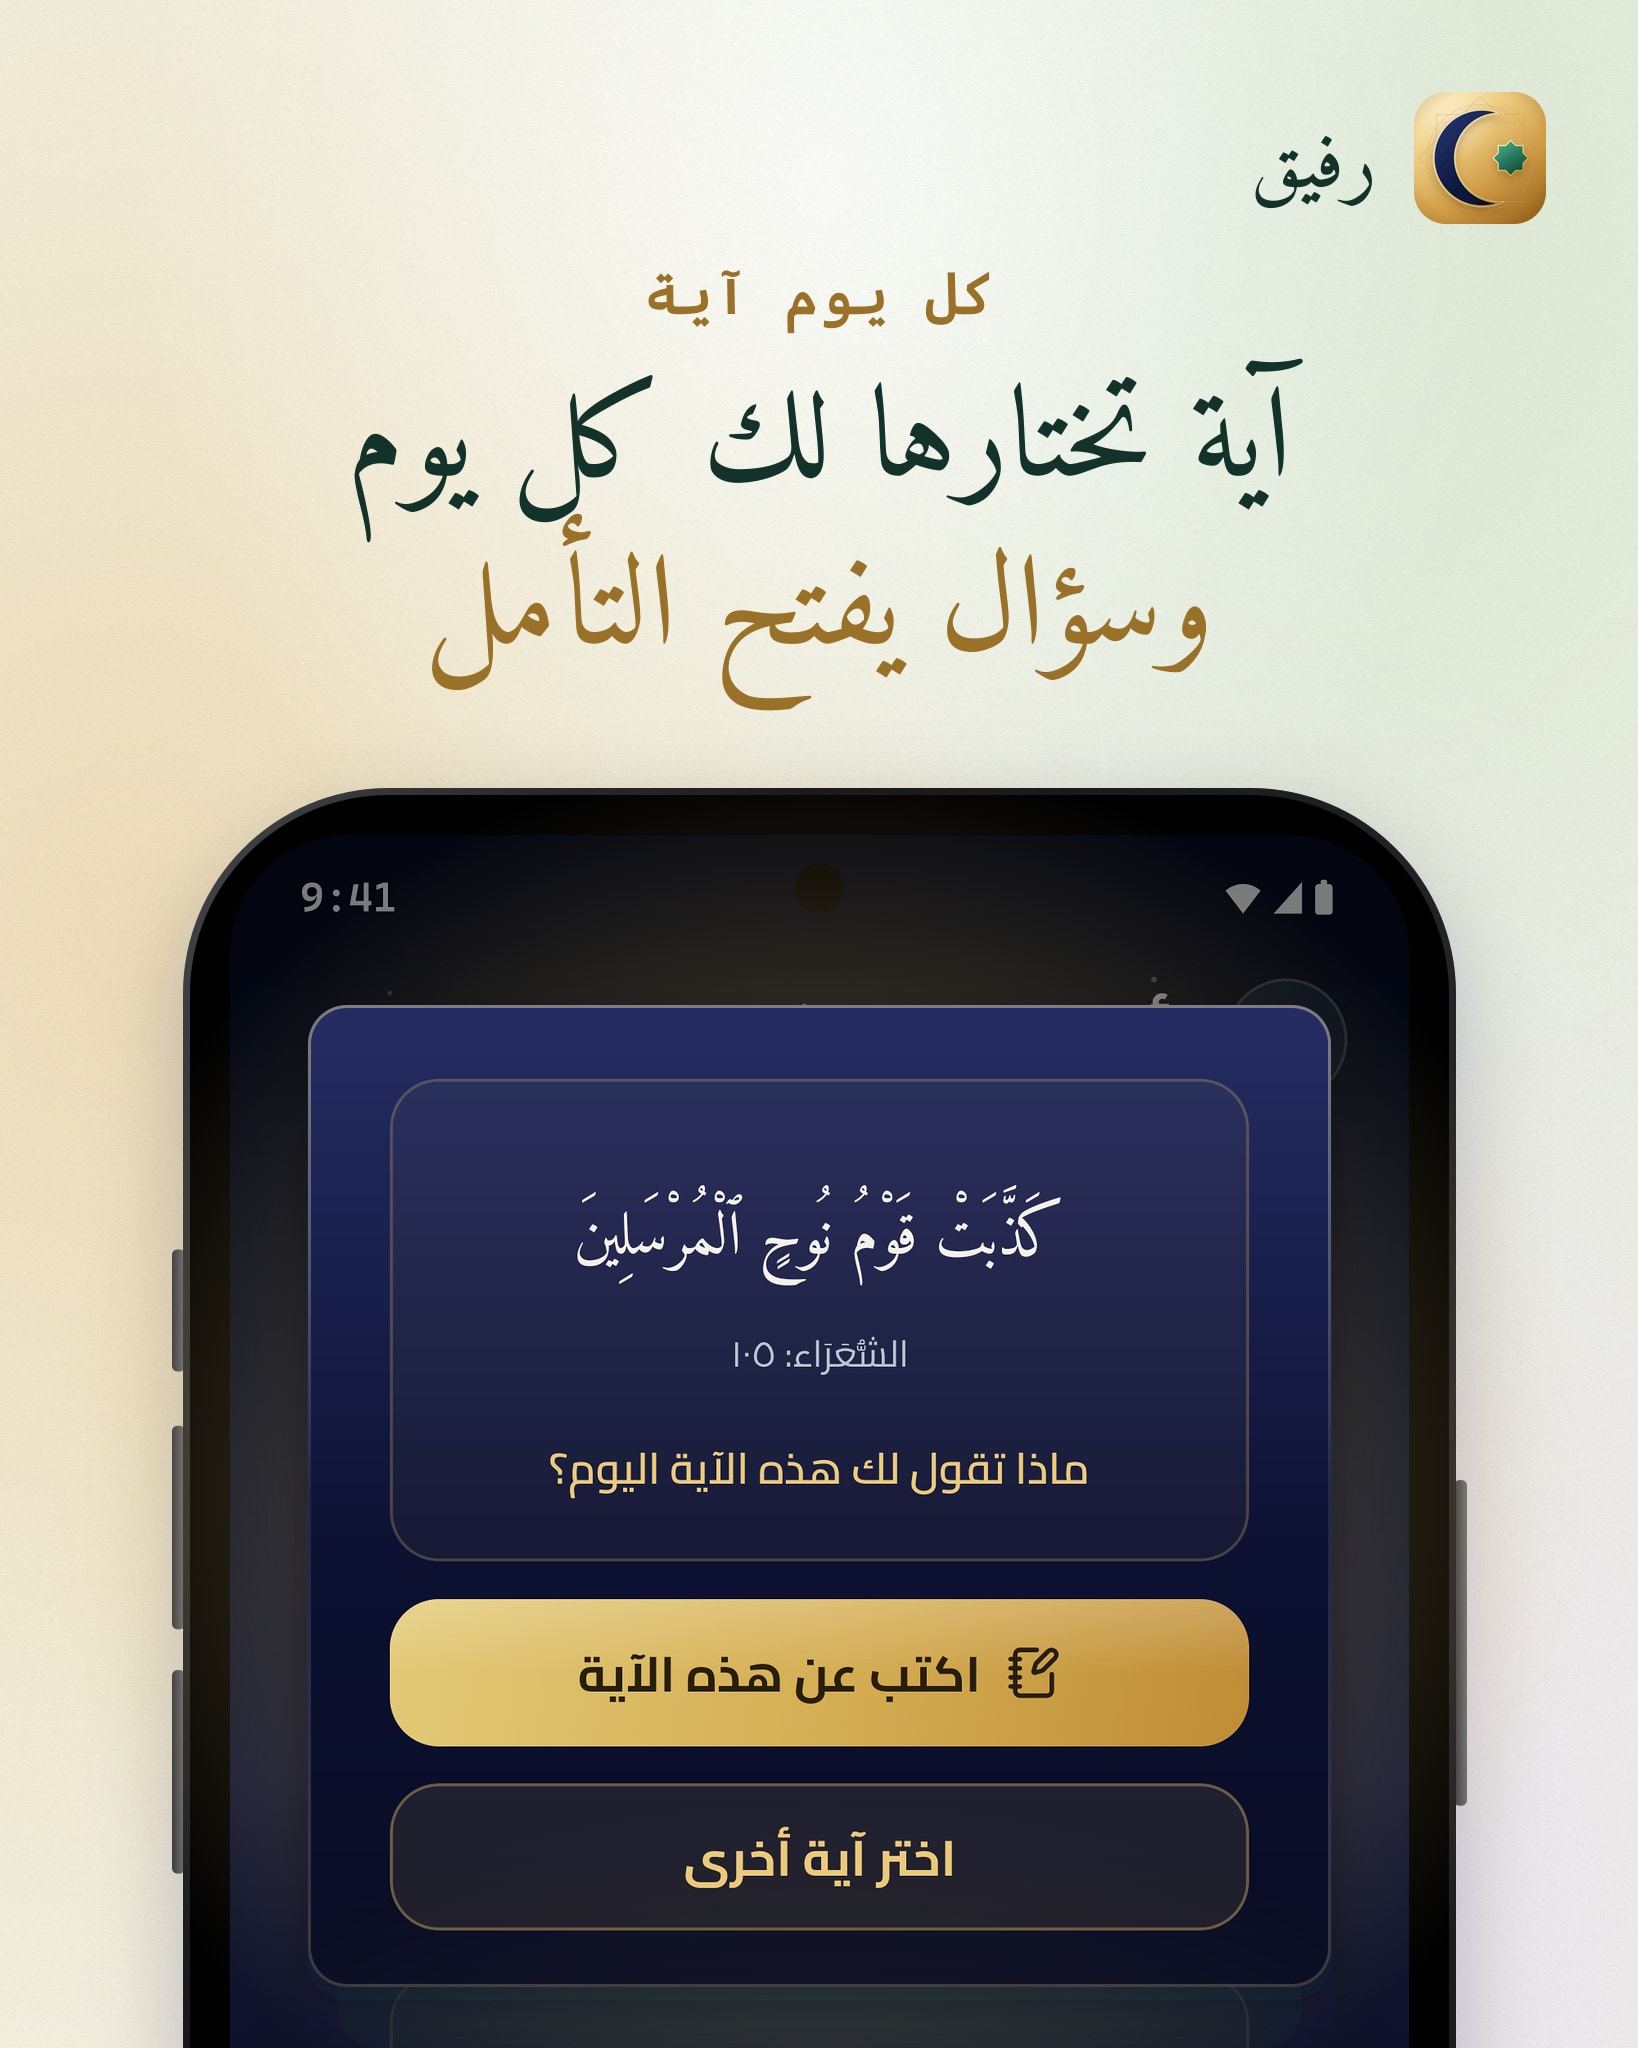 رفيق
كل يوم آية
آية تختارها لك كل يوم
وسؤال يفتح التأمل
9:41
كَذَّبَتْ قَوْمُ نُوحٍ ٱلْمُرْسَلِينَ
الشُّعَرَاء: ١٠٥
ماذا تقول لك هذه الآية اليوم؟
اكتب عن هذه الآية
اختر آية أخرى